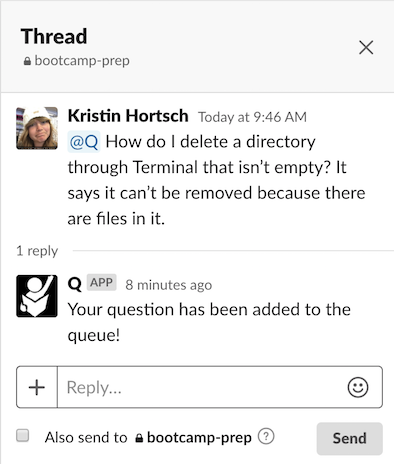 Thread
bootcamp-prep
Kristin Hortsch Today at 9:46 AM
@Q How do I delete a directory
through Terminal that isn’t empty? It
says it can’t be removed because there
are files in it.
1 reply
Q APP 8 minutes ago
Your question has been added to the
queue!
+ Reply...
Also send to bootcamp-prep ? Send